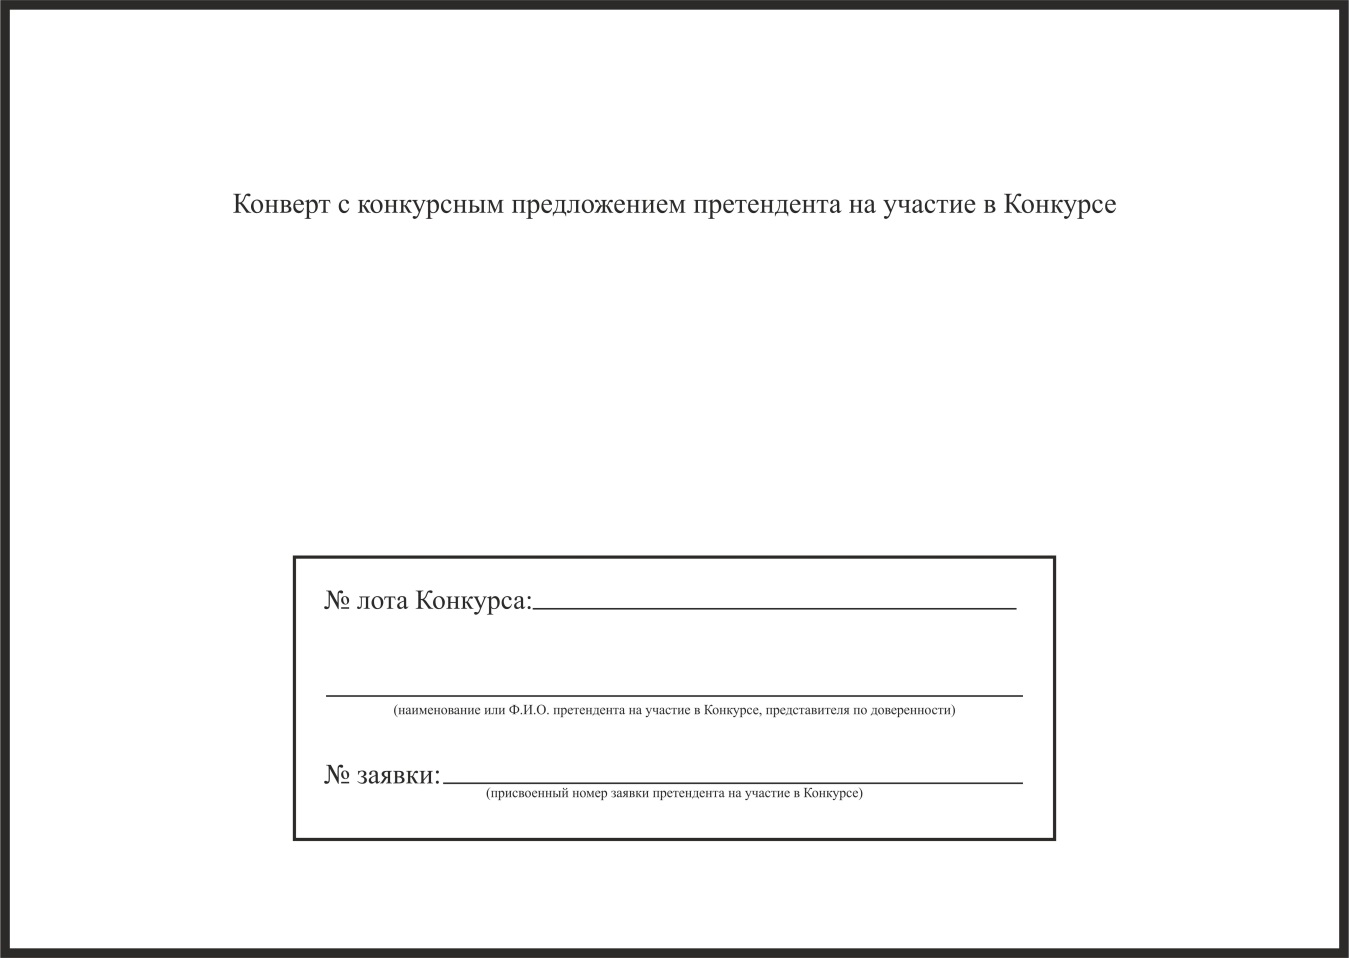 Конверт с конкурсным предложением претендента на участие в Конкурсе
№ лота Конкурса:
(наименование или Ф.И.О. претендента на участие в Конкурсе, представителя по доверенности)
№ заявки:
(присвоенный номер заявки претендента на участие в Конкурсе)